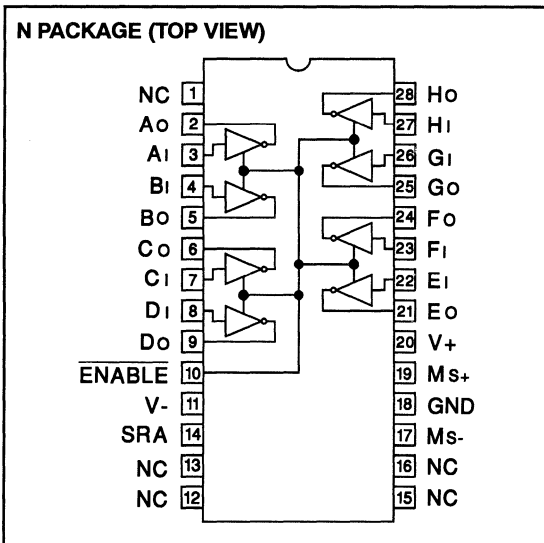 N PACKAGE (TOP VIEW)
NC 1
AO 2
AI 3
BI 4
BO 5
CO 6
CI 7
DI 8
DO 9
ENABLE 10
V- 11
SRA 14
NC 13
NC 12
28 HO
27 HI
26 GI
25 GO
24 FO
23 FI
22 EI
21 EO
20 V+
19 MS+
18 GND
17 MS-
16 NC
15 NC